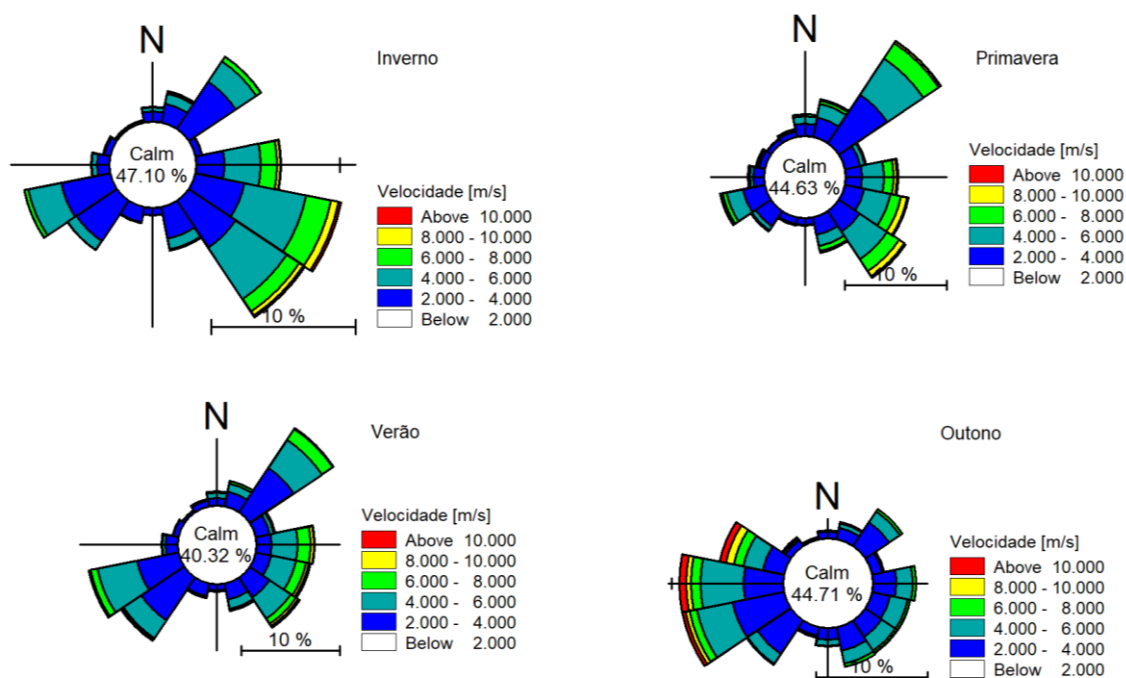 N
Inverno
Calm
47.10 %
Velocidade [m/s]
Above 10.000
8.000 - 10.000
6.000 - 8.000
4.000 - 6.000
2.000 - 4.000
Below 2.000
10 %
N
Primavera
Calm
44.63 %
Velocidade [m/s]
Above 10.000
8.000 - 10.000
6.000 - 8.000
4.000 - 6.000
2.000 - 4.000
Below 2.000
10 %
N
Verão
Calm
40.32 %
Velocidade [m/s]
Above 10.000
8.000 - 10.000
6.000 - 8.000
4.000 - 6.000
2.000 - 4.000
Below 2.000
10 %
N
Outono
Calm
44.71 %
Velocidade [m/s]
Above 10.000
8.000 - 10.000
6.000 - 8.000
4.000 - 6.000
2.000 - 4.000
Below 2.000
10 %